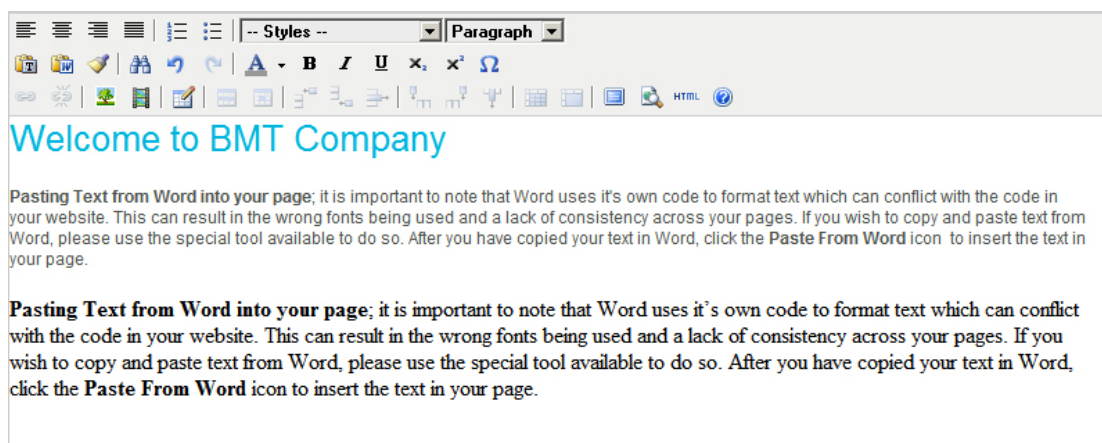 -- Styles -- Paragraph
T W A B I U x₂ x² Ω
HTML ?
Welcome to BMT Company
Pasting Text from Word into your page; it is important to note that Word uses it's own code to format text which can conflict with the code in
your website. This can result in the wrong fonts being used and a lack of consistency across your pages. If you wish to copy and paste text from
Word, please use the special tool available to do so. After you have copied your text in Word, click the Paste From Word icon  to insert the text in
your page.
Pasting Text from Word into your page; it is important to note that Word uses it’s own code to format text which can conflict
with the code in your website. This can result in the wrong fonts being used and a lack of consistency across your pages. If you
wish to copy and paste text from Word, please use the special tool available to do so. After you have copied your text in Word,
click the Paste From Word icon to insert the text in your page.